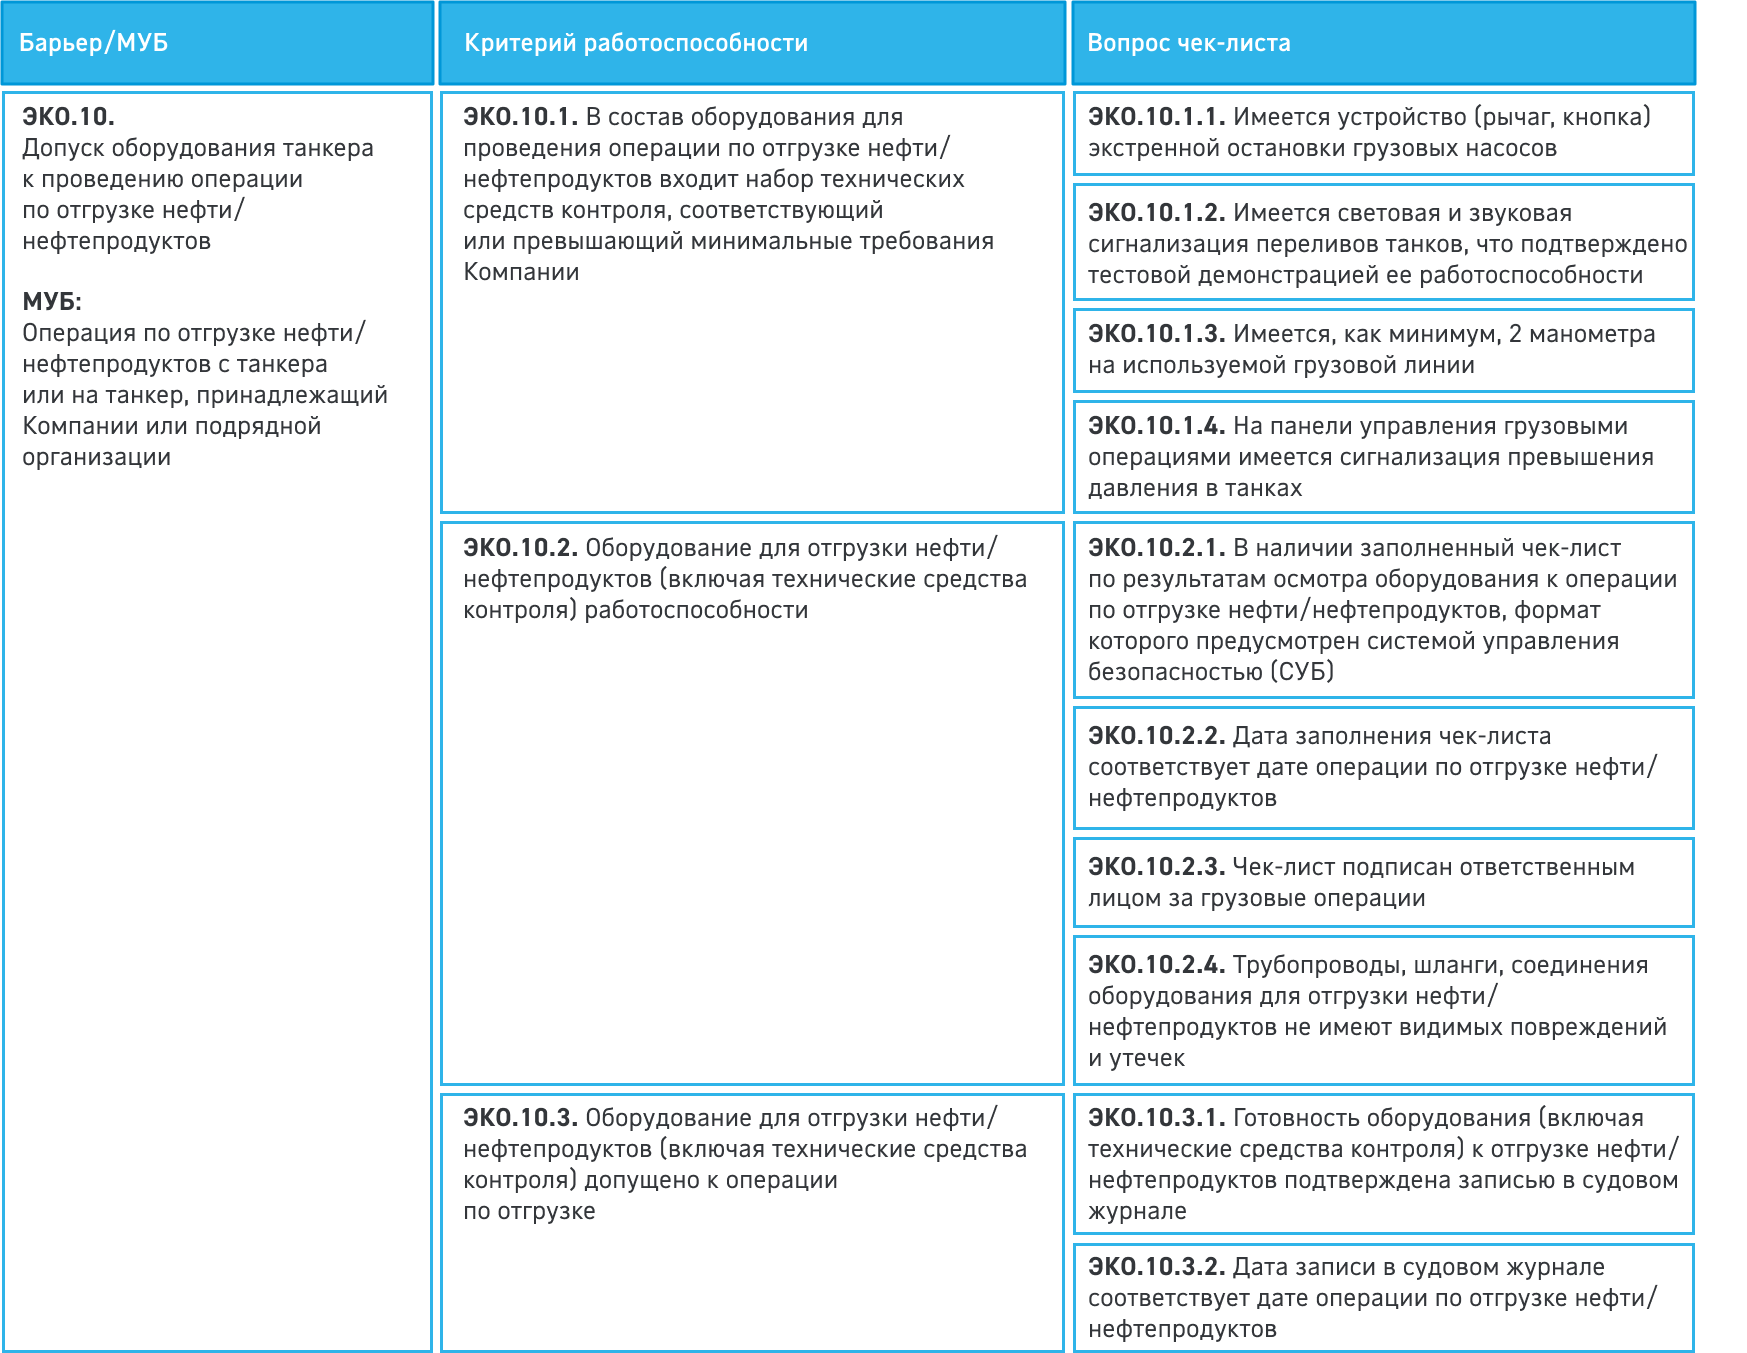 Барьер/МУБ
Критерий работоспособности
Вопрос чек-листа
ЭКО.10.
Допуск оборудования танкера
к проведению операции
по отгрузке нефти/
нефтепродуктов
МУБ:
Операция по отгрузке нефти/
нефтепродуктов с танкера
или на танкер, принадлежащий
Компании или подрядной
организации
ЭКО.10.1. В состав оборудования для
проведения операции по отгрузке нефти/
нефтепродуктов входит набор технических
средств контроля, соответствующий
или превышающий минимальные требования
Компании
ЭКО.10.1.1. Имеется устройство (рычаг, кнопка)
экстренной остановки грузовых насосов
ЭКО.10.1.2. Имеется световая и звуковая
сигнализация переливов танков, что подтверждено
тестовой демонстрацией ее работоспособности
ЭКО.10.1.3. Имеется, как минимум, 2 манометра
на используемой грузовой линии
ЭКО.10.1.4. На панели управления грузовыми
операциями имеется сигнализация превышения
давления в танках
ЭКО.10.2. Оборудование для отгрузки нефти/
нефтепродуктов (включая технические средства
контроля) работоспособности
ЭКО.10.2.1. В наличии заполненный чек-лист
по результатам осмотра оборудования к операции
по отгрузке нефти/нефтепродуктов, формат
которого предусмотрен системой управления
безопасностью (СУБ)
ЭКО.10.2.2. Дата заполнения чек-листа
соответствует дате операции по отгрузке нефти/
нефтепродуктов
ЭКО.10.2.3. Чек-лист подписан ответственным
лицом за грузовые операции
ЭКО.10.2.4. Трубопроводы, шланги, соединения
оборудования для отгрузки нефти/
нефтепродуктов не имеют видимых повреждений
и утечек
ЭКО.10.3. Оборудование для отгрузки нефти/
нефтепродуктов (включая технические средства
контроля) допущено к операции
по отгрузке
ЭКО.10.3.1. Готовность оборудования (включая
технические средства контроля) к отгрузке нефти/
нефтепродуктов подтверждена записью в судовом
журнале
ЭКО.10.3.2. Дата записи в судовом журнале
соответствует дате операции по отгрузке нефти/
нефтепродуктов